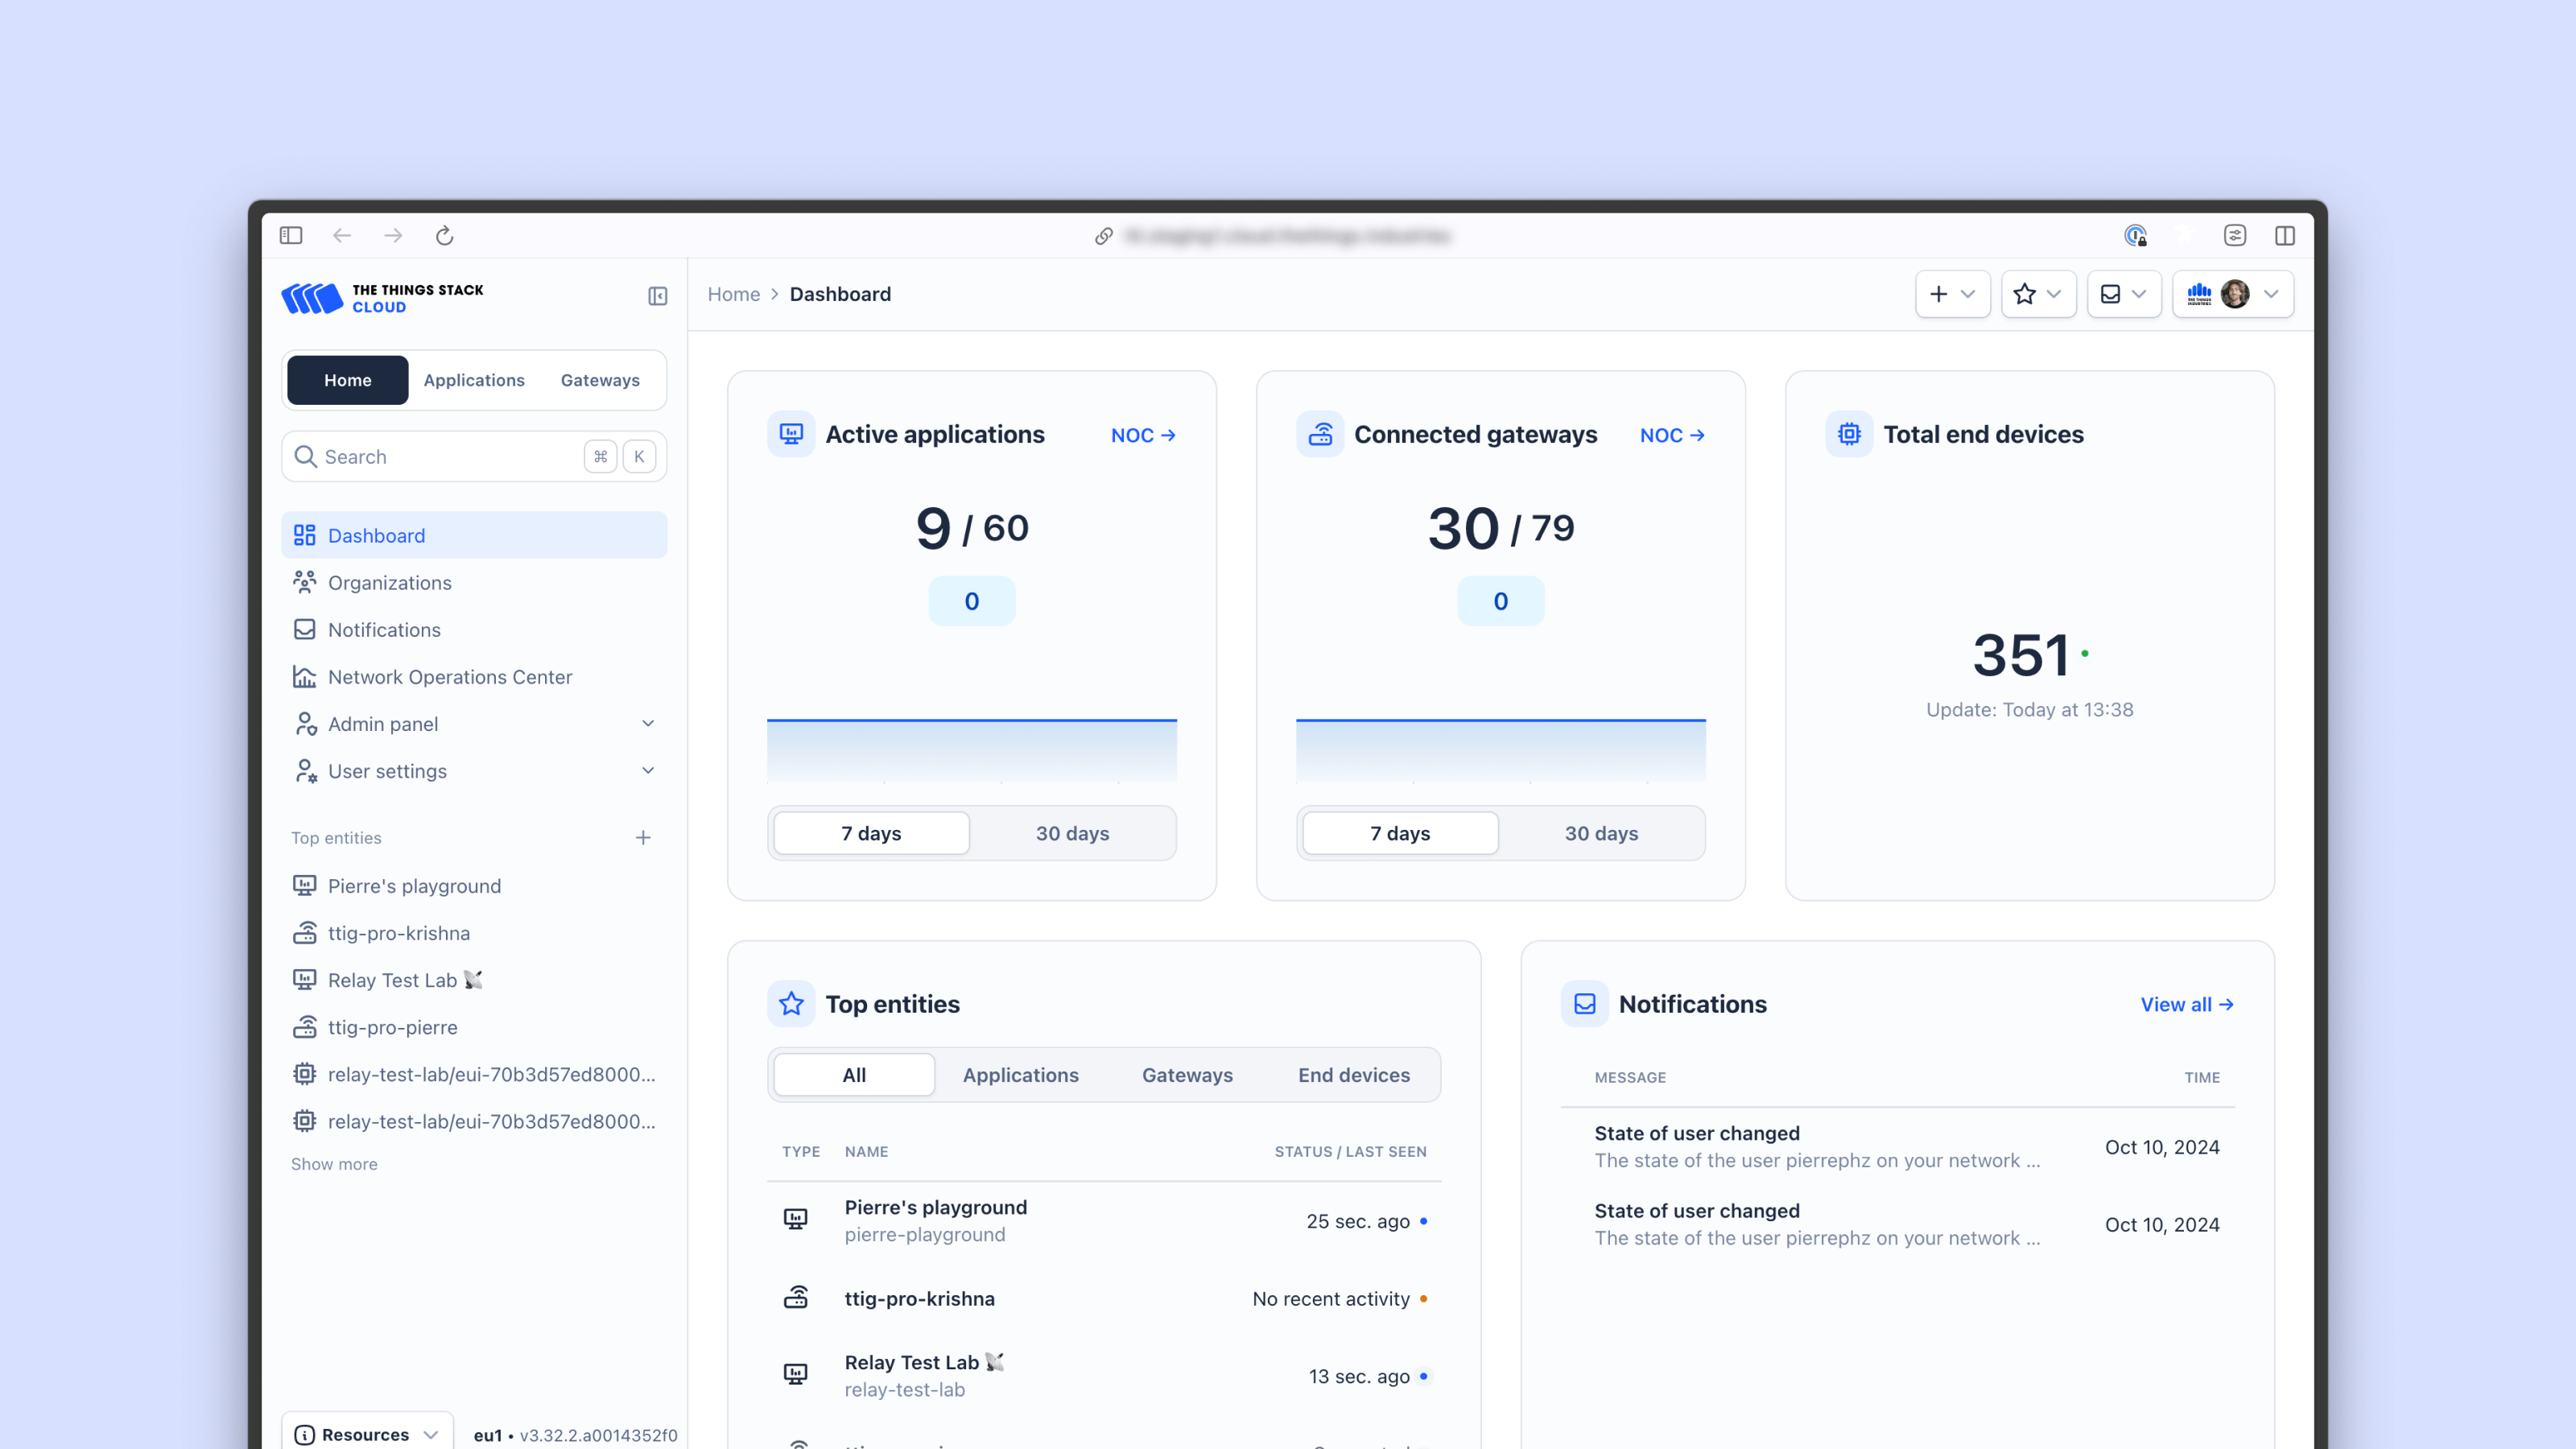 THE THINGS STACK
CLOUD
Home > Dashboard
THE THINGS
INDUSTRIES
Home Applications Gateways
Search ⌘ K
Dashboard
Organizations
Notifications
Network Operations Center
Admin panel
User settings
Top entities
Pierre's playground
ttig-pro-krishna
Relay Test Lab
ttig-pro-pierre
relay-test-lab/eui-70b3d57ed8000...
relay-test-lab/eui-70b3d57ed8000...
Show more
Resources eu1 • v3.32.2.a0014352f0
Active applications NOC →
9 / 60
0
7 days 30 days
Connected gateways NOC →
30 / 79
0
7 days 30 days
Total end devices
351
Update: Today at 13:38
Top entities
All Applications Gateways End devices
TYPE NAME STATUS / LAST SEEN
Pierre's playground
pierre-playground
25 sec. ago
ttig-pro-krishna No recent activity
Relay Test Lab
relay-test-lab
13 sec. ago
Notifications View all →
MESSAGE TIME
State of user changed
The state of the user pierrephz on your network ...
Oct 10, 2024
State of user changed
The state of the user pierrephz on your network ...
Oct 10, 2024